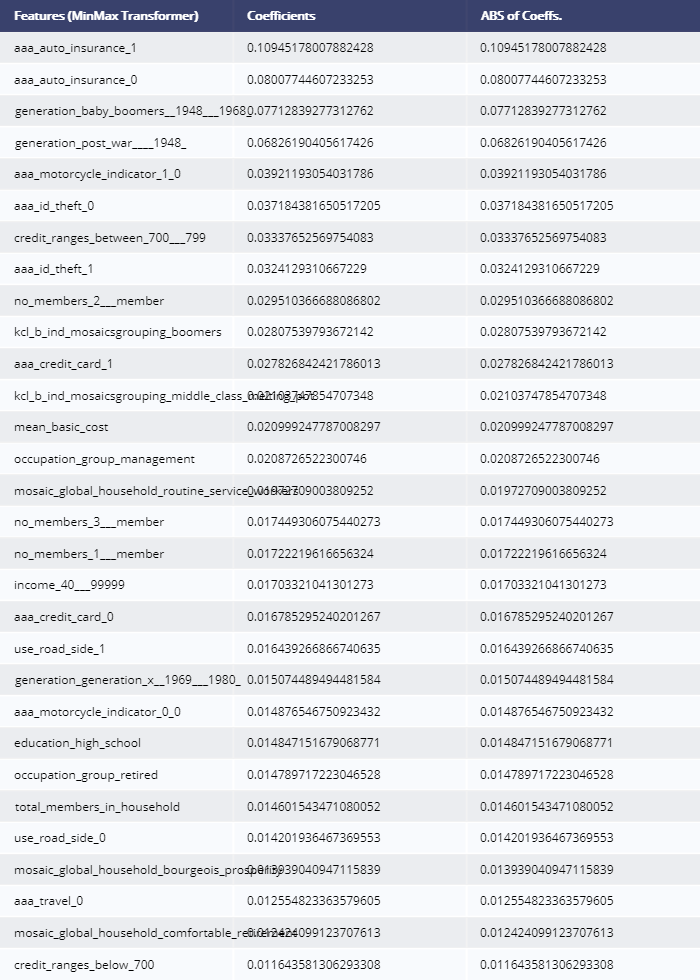 Features (MinMax Transformer) Coefficients ABS of Coeffs.
aaa_auto_insurance_1 0.10945178007882428 0.10945178007882428
aaa_auto_insurance_0 0.08007744607233253 0.08007744607233253
generation_baby_boomers__1948___1968_ 0.07712839277312762 0.07712839277312762
generation_post_war____1948_ 0.06826190405617426 0.06826190405617426
aaa_motorcycle_indicator_1_0 0.03921193054031786 0.03921193054031786
aaa_id_theft_0 0.037184381650517205 0.037184381650517205
credit_ranges_between_700___799 0.03337652569754083 0.03337652569754083
aaa_id_theft_1 0.0324129310667229 0.0324129310667229
no_members_2___member 0.029510366688086802 0.029510366688086802
kcl_b_ind_mosaicsgrouping_boomers 0.02807539793672142 0.02807539793672142
aaa_credit_card_1 0.027826842421786013 0.027826842421786013
kcl_b_ind_mosaicsgrouping_middle_class_melting_pot 0.02103747854707348 0.02103747854707348
mean_basic_cost 0.020999247787008297 0.020999247787008297
occupation_group_management 0.0208726522300746 0.0208726522300746
mosaic_global_household_routine_service_workers 0.01972709003809252 0.01972709003809252
no_members_3___member 0.017449306075440273 0.017449306075440273
no_members_1___member 0.01722219616656324 0.01722219616656324
income_40___99999 0.01703321041301273 0.01703321041301273
aaa_credit_card_0 0.016785295240201267 0.016785295240201267
use_road_side_1 0.016439266866740635 0.016439266866740635
generation_generation_x__1969___1980_ 0.015074489494481584 0.015074489494481584
aaa_motorcycle_indicator_0_0 0.014876546750923432 0.014876546750923432
education_high_school 0.014847151679068771 0.014847151679068771
occupation_group_retired 0.014789717223046528 0.014789717223046528
total_members_in_household 0.014601543471080052 0.014601543471080052
use_road_side_0 0.014201936467369553 0.014201936467369553
mosaic_global_household_bourgeois_prosperity 0.013939040947115839 0.013939040947115839
aaa_travel_0 0.012554823363579605 0.012554823363579605
mosaic_global_household_comfortable_retirement 0.012424099123707613 0.012424099123707613
credit_ranges_below_700 0.011643581306293308 0.011643581306293308